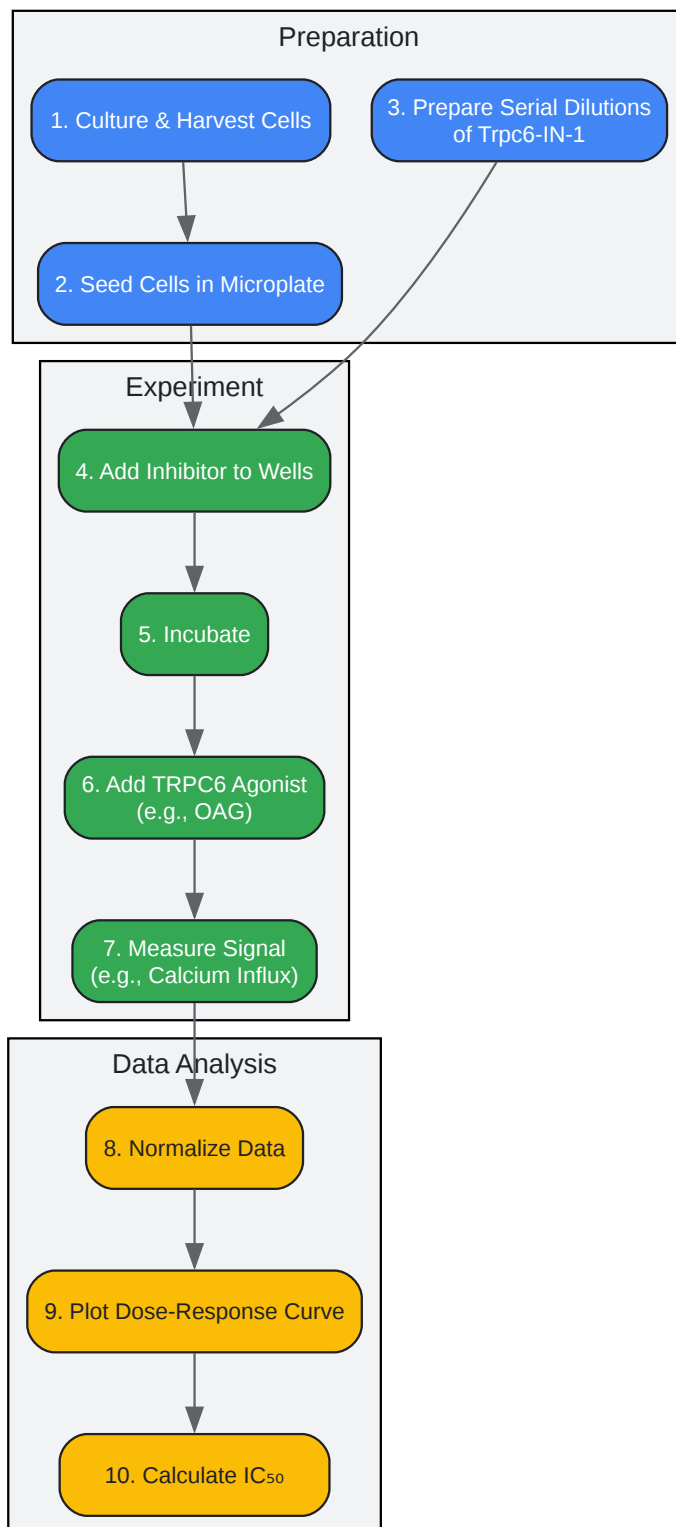 Preparation
1. Culture & Harvest Cells
3. Prepare Serial Dilutions
of Trpc6-IN-1
2. Seed Cells in Microplate
Experiment
4. Add Inhibitor to Wells
5. Incubate
6. Add TRPC6 Agonist
(e.g., OAG)
7. Measure Signal
(e.g., Calcium Influx)
Data Analysis
8. Normalize Data
9. Plot Dose-Response Curve
10. Calculate IC₅₀